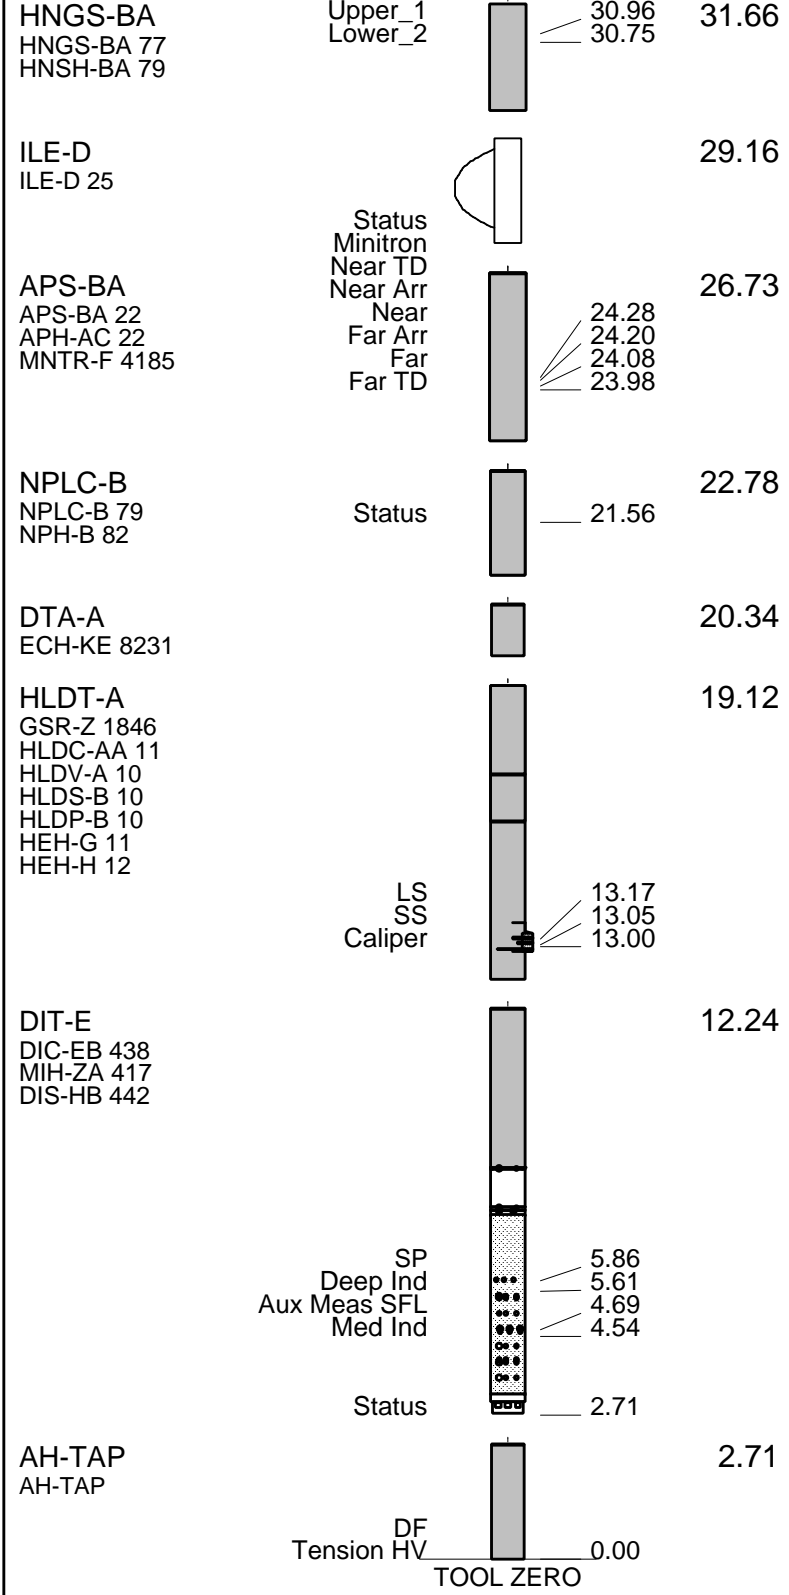 HNGS-BA Upper_1 30.96 31.66
HNGS-BA 77 Lower_2 30.75
HNSH-BA 79
ILE-D 29.16
ILE-D 25
Status
Minitron
Near TD
APS-BA Near Arr 26.73
APS-BA 22 Near 24.28
APH-AC 22 Far Arr 24.20
MNTR-F 4185 Far 24.08
Far TD 23.98
NPLC-B 22.78
NPLC-B 79 Status 21.56
NPH-B 82
DTA-A 20.34
ECH-KE 8231
HLDT-A 19.12
GSR-Z 1846
HLDC-AA 11
HLDV-A 10
HLDS-B 10
HLDP-B 10
HEH-G 11
HEH-H 12
LS 13.17
SS 13.05
Caliper 13.00
DIT-E 12.24
DIC-EB 438
MIH-ZA 417
DIS-HB 442
SP 5.86
Deep Ind 5.61
Aux Meas SFL 4.69
Med Ind 4.54
Status 2.71
AH-TAP 2.71
AH-TAP
DF
Tension HV 0.00
TOOL ZERO